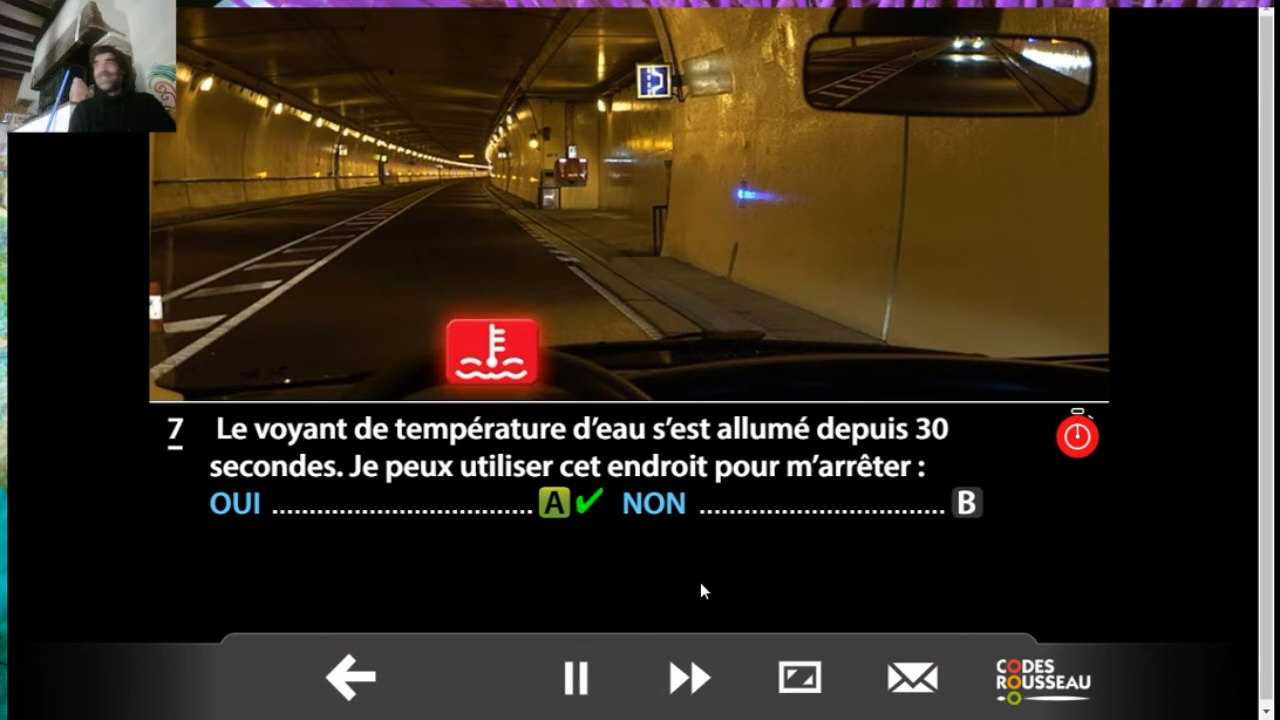 7 Le voyant de température d'eau s'est allumé depuis 30
secondes. Je peux utiliser cet endroit pour m'arrêter :
OUI ................................ A ✔ NON .............................. B
CODES
ROUSSEAU